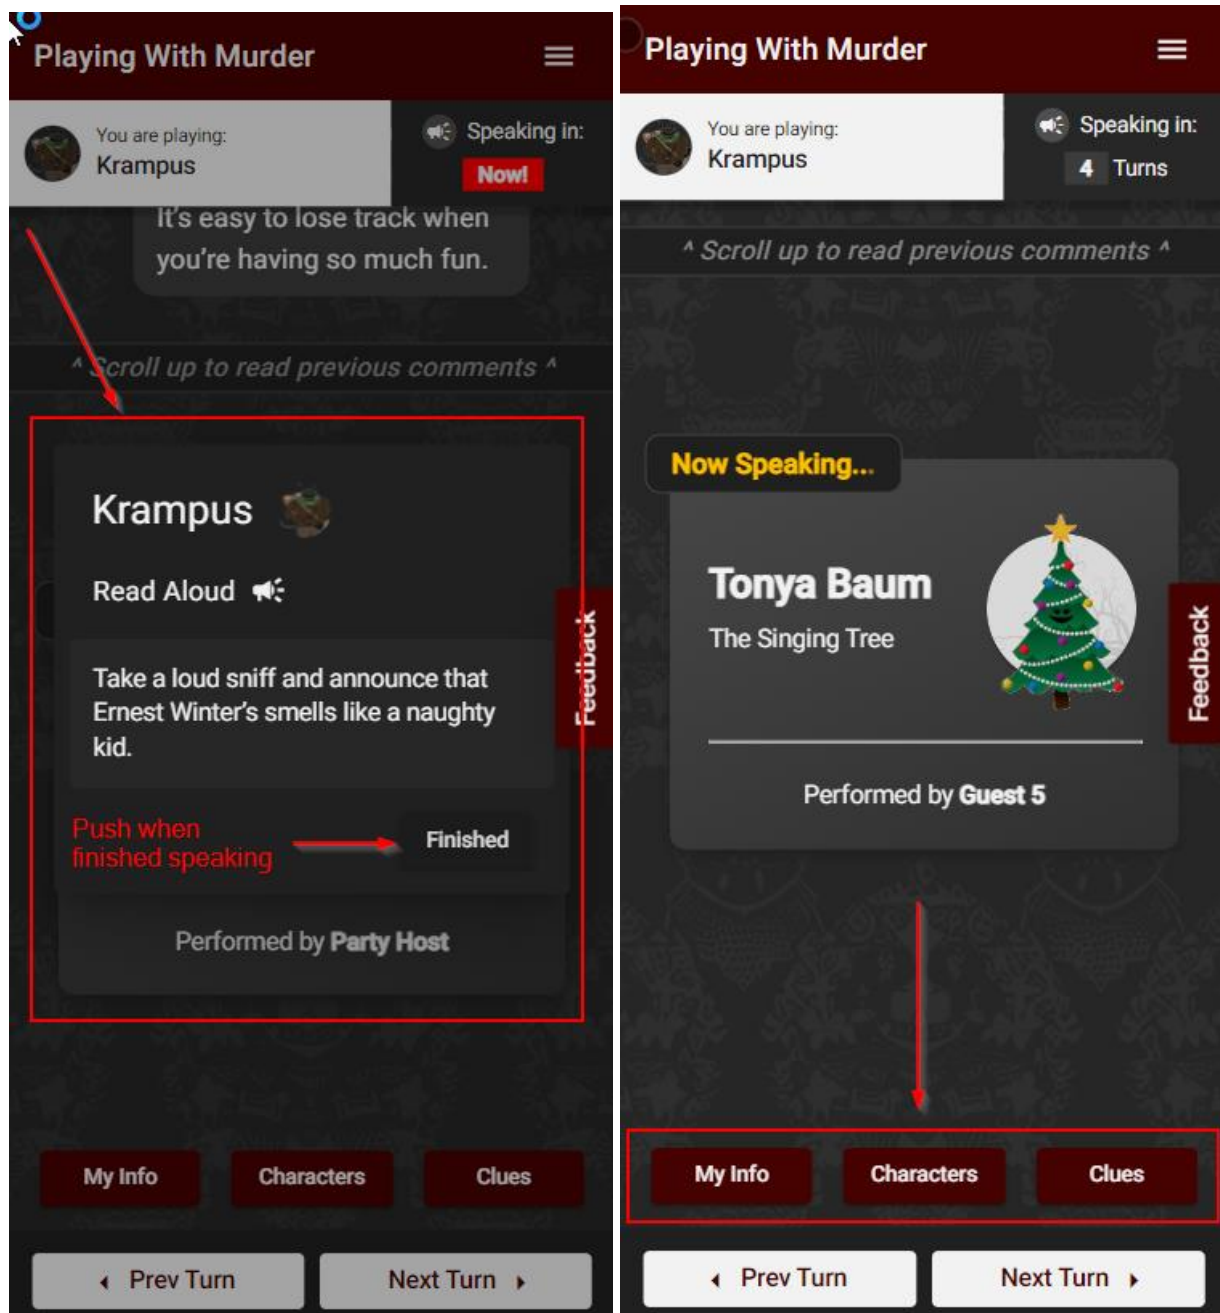 Playing With Murder
You are playing:
Krampus
Speaking in:
Now!
It's easy to lose track when
you're having so much fun.
^ Scroll up to read previous comments ^
Krampus
Read Aloud
Take a loud sniff and announce that
Ernest Winter's smells like a naughty
kid.
Push when
finished speaking
Finished
Performed by Party Host
Feedback
My Info
Characters
Clues
Prev Turn
Next Turn
Playing With Murder
You are playing:
Krampus
Speaking in:
4 Turns
^ Scroll up to read previous comments ^
Now Speaking...
Tonya Baum
The Singing Tree
Performed by Guest 5
Feedback
My Info
Characters
Clues
Prev Turn
Next Turn